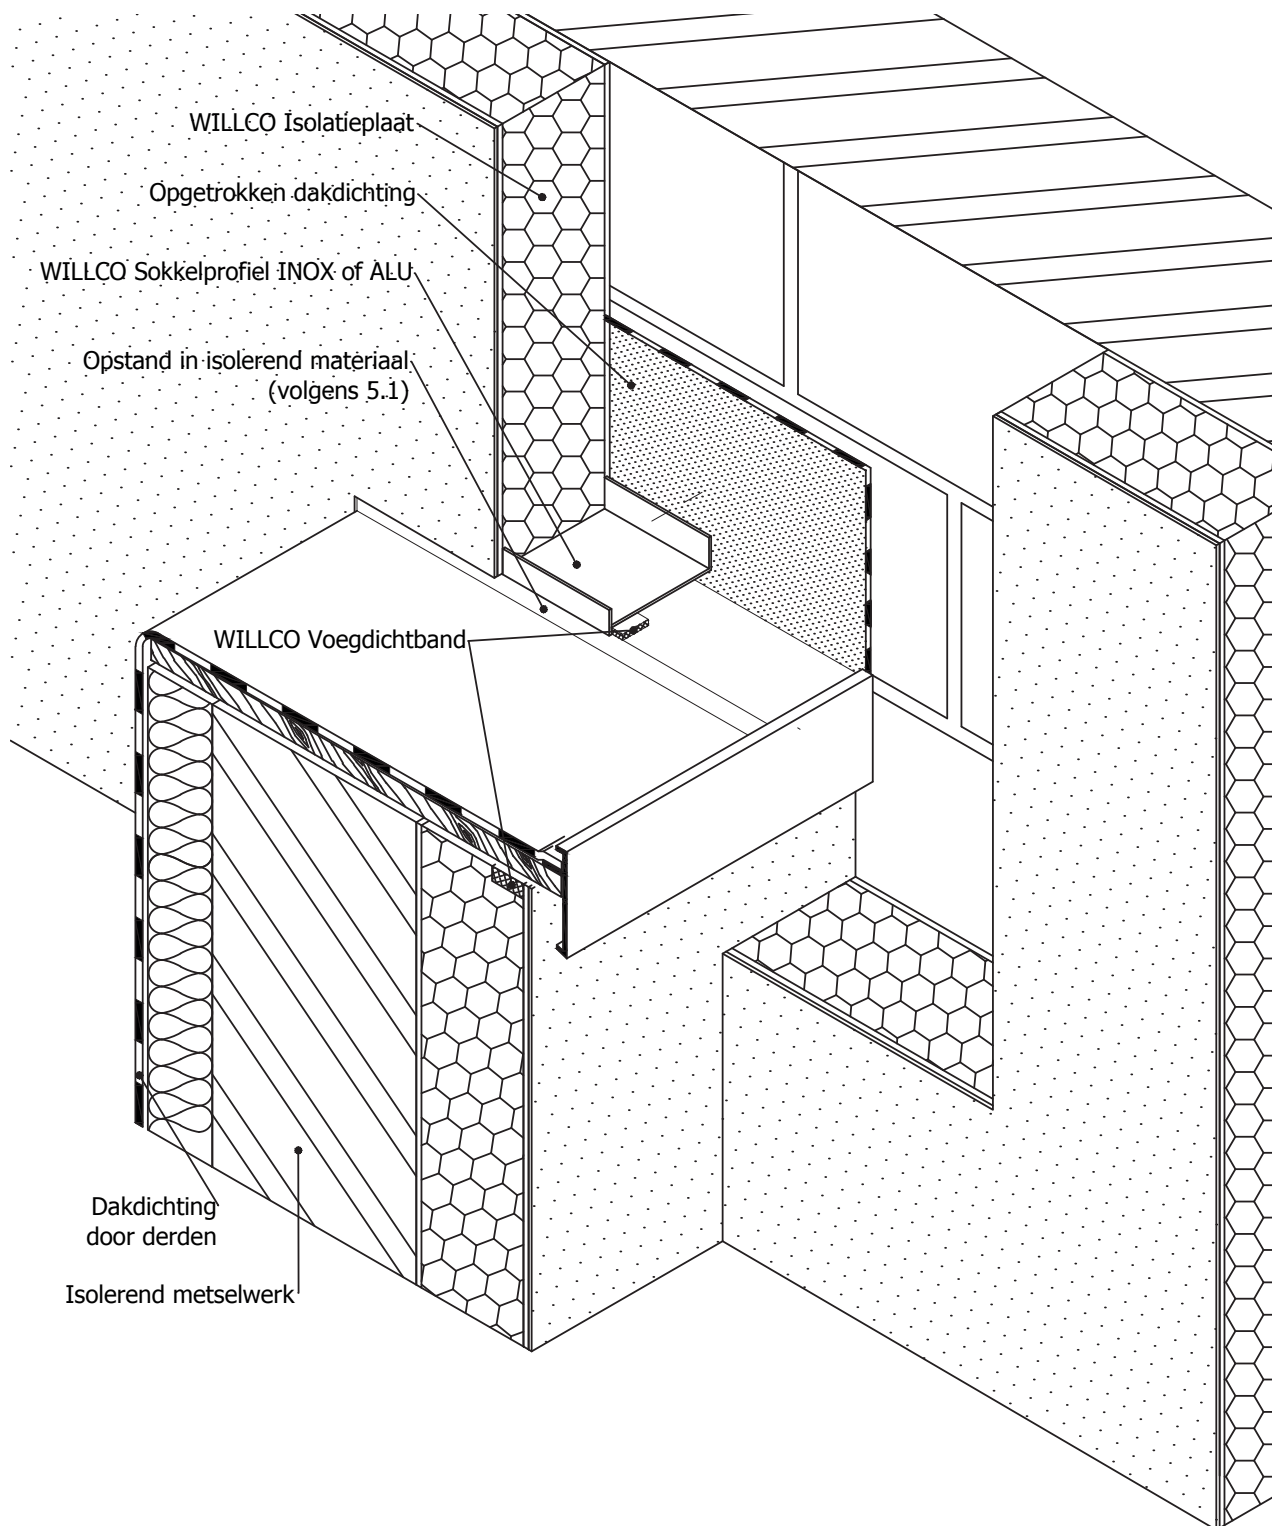 WILLCO Isolatieplaat
Opgetrokken dakdichting
WILLCO Sokkelprofiel INOX of ALU
Opstand in isolerend materiaal
(volgens 5.1)
WILLCO Voegdichtband
Dakdichting
door derden
Isolerend metselwerk